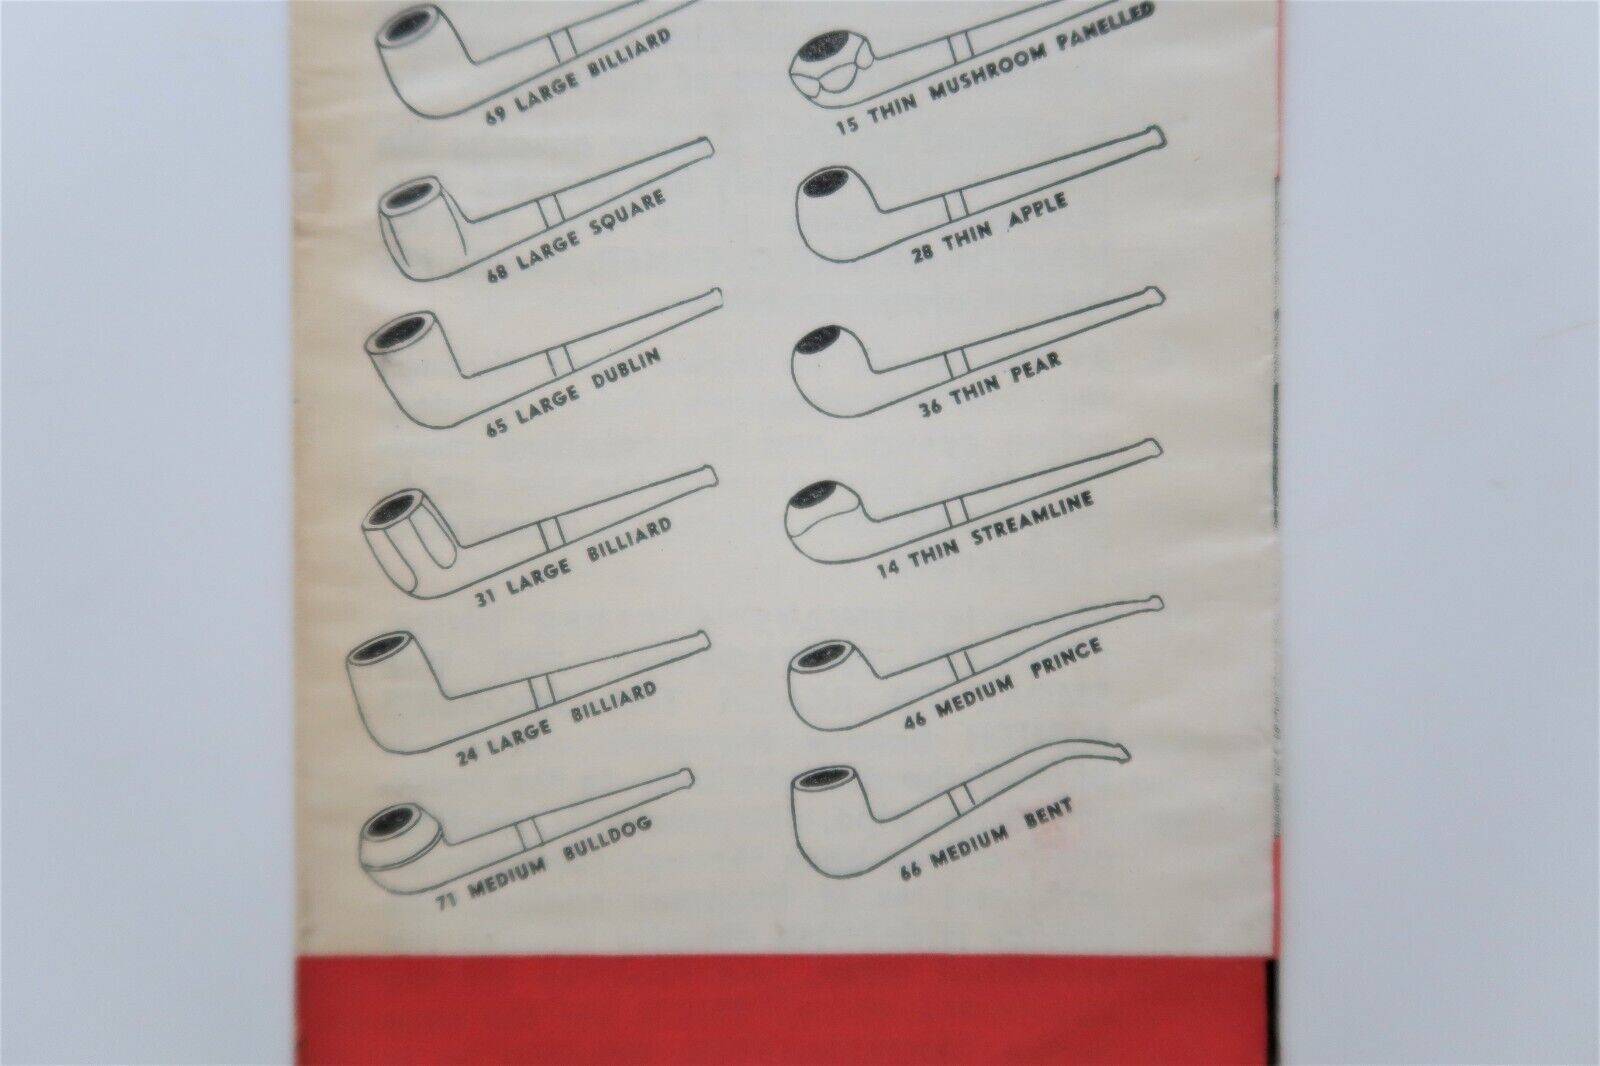 69 LARGE BILLIARD
68 LARGE SQUARE
65 LARGE DUBLIN
31 LARGE BILLIARD
24 LARGE BILLIARD
71 MEDIUM BULLDOG
15 THIN MUSHROOM PANELLED
28 THIN APPLE
36 THIN PEAR
14 THIN STREAMLINE
46 MEDIUM PRINCE
66 MEDIUM BENT